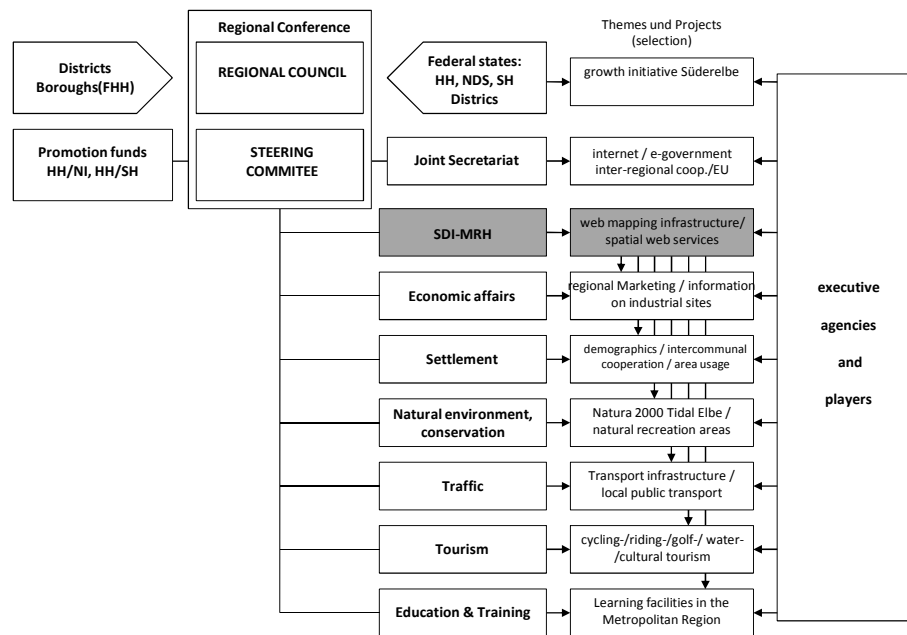 Regional Conference
Themes und Projects
(selection)
Districts
Boroughs(FHH)
REGIONAL COUNCIL
Federal states:
HH, NDS, SH
Districs
growth initiative Süderelbe
Promotion funds
HH/NI, HH/SH
STEERING
COMMITEE
Joint Secretariat
internet / e-government
inter-regional coop./EU
SDI-MRH
web mapping infrastructure/
spatial web services
Economic affairs
regional Marketing / information
on industrial sites
Settlement
demographics / intercommunal
cooperation / area usage
Natural environment,
conservation
Natura 2000 Tidal Elbe /
natural recreation areas
Traffic
Transport infrastructure /
local public transport
Tourism
cycling-/riding-/golf-/ water-
/cultural tourism
Education & Training
Learning facilities in the
Metropolitan Region
executive
agencies
and
players